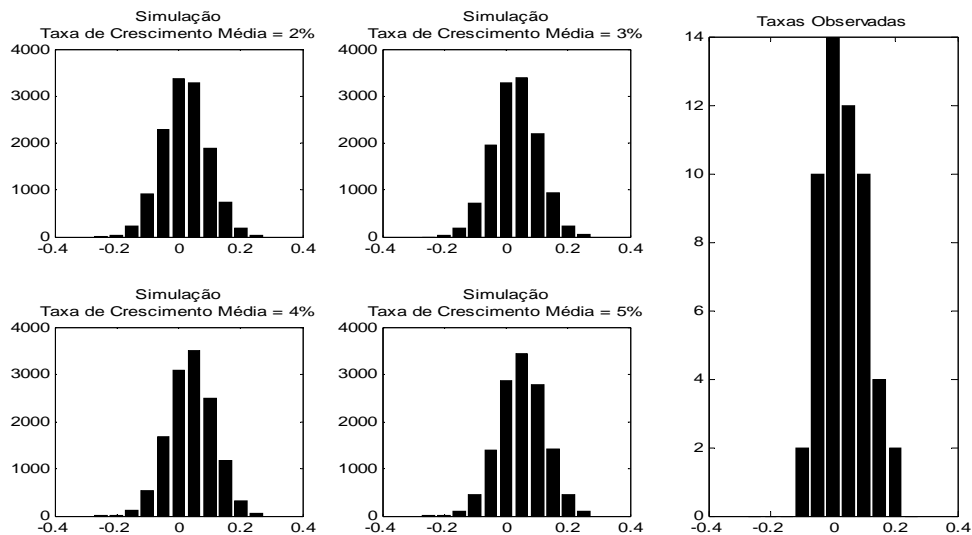 Simulação
Taxa de Crescimento Média = 2%
4000
3000
2000
1000
0
-0.4 -0.2 0 0.2 0.4
Simulação
Taxa de Crescimento Média = 3%
4000
3000
2000
1000
0
-0.4 -0.2 0 0.2 0.4
Simulação
Taxa de Crescimento Média = 4%
4000
3000
2000
1000
0
-0.4 -0.2 0 0.2 0.4
Simulação
Taxa de Crescimento Média = 5%
4000
3000
2000
1000
0
-0.4 -0.2 0 0.2 0.4
Taxas Observadas
14
12
10
8
6
4
2
0
-0.4 -0.2 0 0.2 0.4